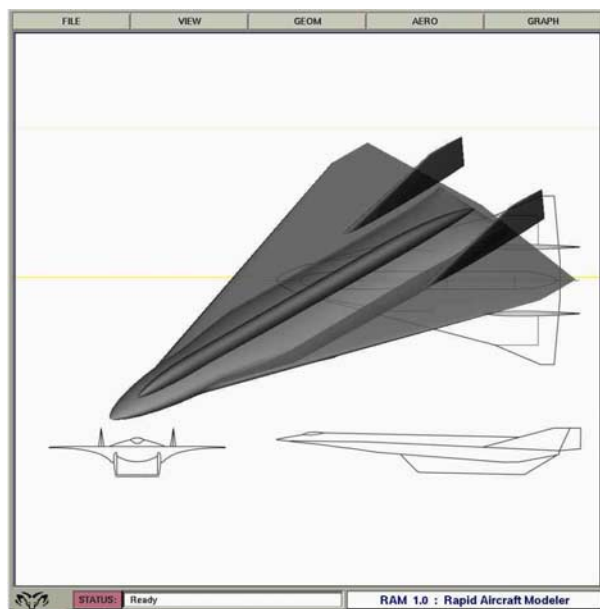 FILE VIEW GEOM AERO GRAPH
STATUS: Ready RAM 1.0 : Rapid Aircraft Modeler